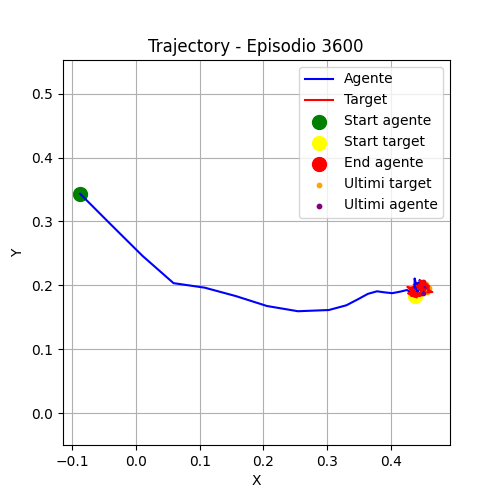 Trajectory - Episodio 3600
Agente
Target
Start agente
Start target
End agente
Ultimi target
Ultimi agente
Y
0.5
0.4
0.3
0.2
0.1
0.0
−0.1 0.0 0.1 0.2 0.3 0.4
X